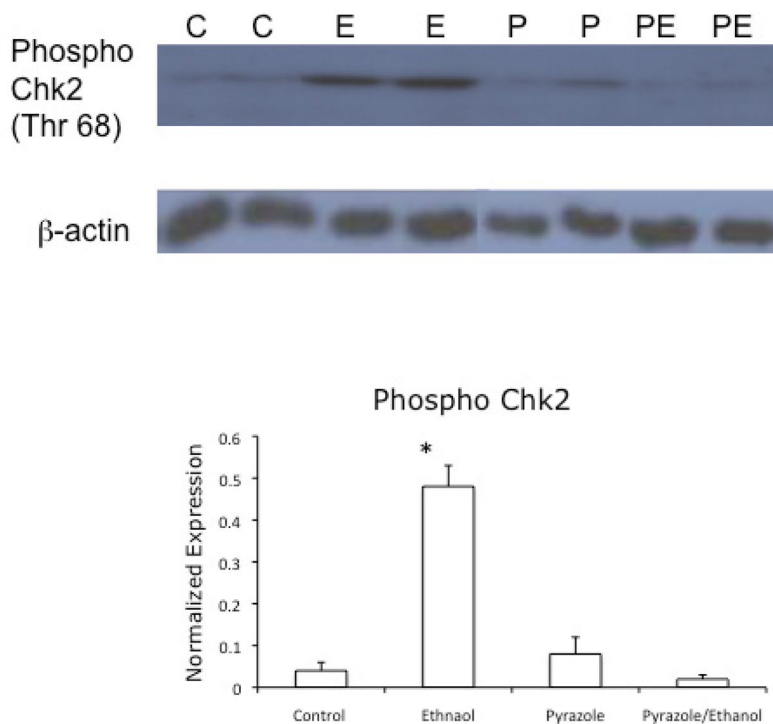 C C E E P P PE PE
Phospho
Chk2
(Thr 68)
β-actin
Phospho Chk2
*
Normalized Expression
0.6
0.5
0.4
0.3
0.2
0.1
0
Control Ethnaol Pyrazole Pyrazole/Ethanol